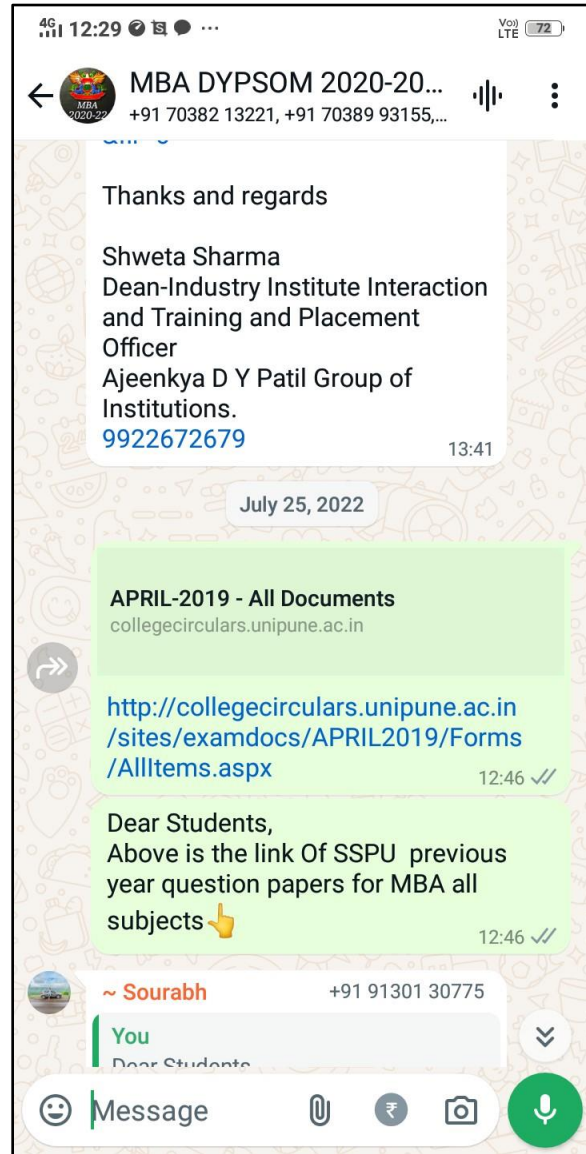 4G 12:29 ... Vo) LTE 72
MBA DYPSOM 2020-20...
MBA
2020-22
+91 70382 13221, +91 70389 93155,...
Thanks and regards
Shweta Sharma
Dean-Industry Institute Interaction
and Training and Placement
Officer
Ajeenkya D Y Patil Group of
Institutions.
9922672679
13:41
July 25, 2022
APRIL-2019 - All Documents
collegecirculars.unipune.ac.in
http://collegecirculars.unipune.ac.in
/sites/examdocs/APRIL2019/Forms
/AllItems.aspx
12:46
Dear Students,
Above is the link Of SSPU previous
year question papers for MBA all
subjects👆
12:46
~ Sourabh +91 91301 30775
You
Dear Students
Message ₹